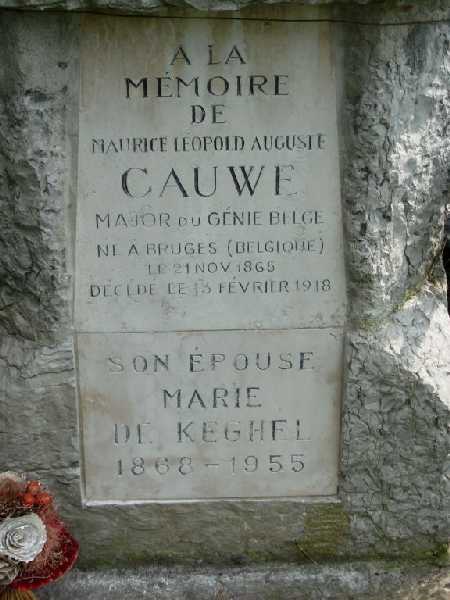 A LA
MÉMOIRE
DE
MAURICE LÉOPOLD AUGUSTE
CAUWE
MAJOR DU GÉNIE BELGE
NE A BRUGES (BELGIQUE)
LE 21 NOV. 1865
DÉCÉDÉ LE 13 FÉVRIER 1918
SON ÉPOUSE
MARIE
DE KEGHEL
1868 - 1955